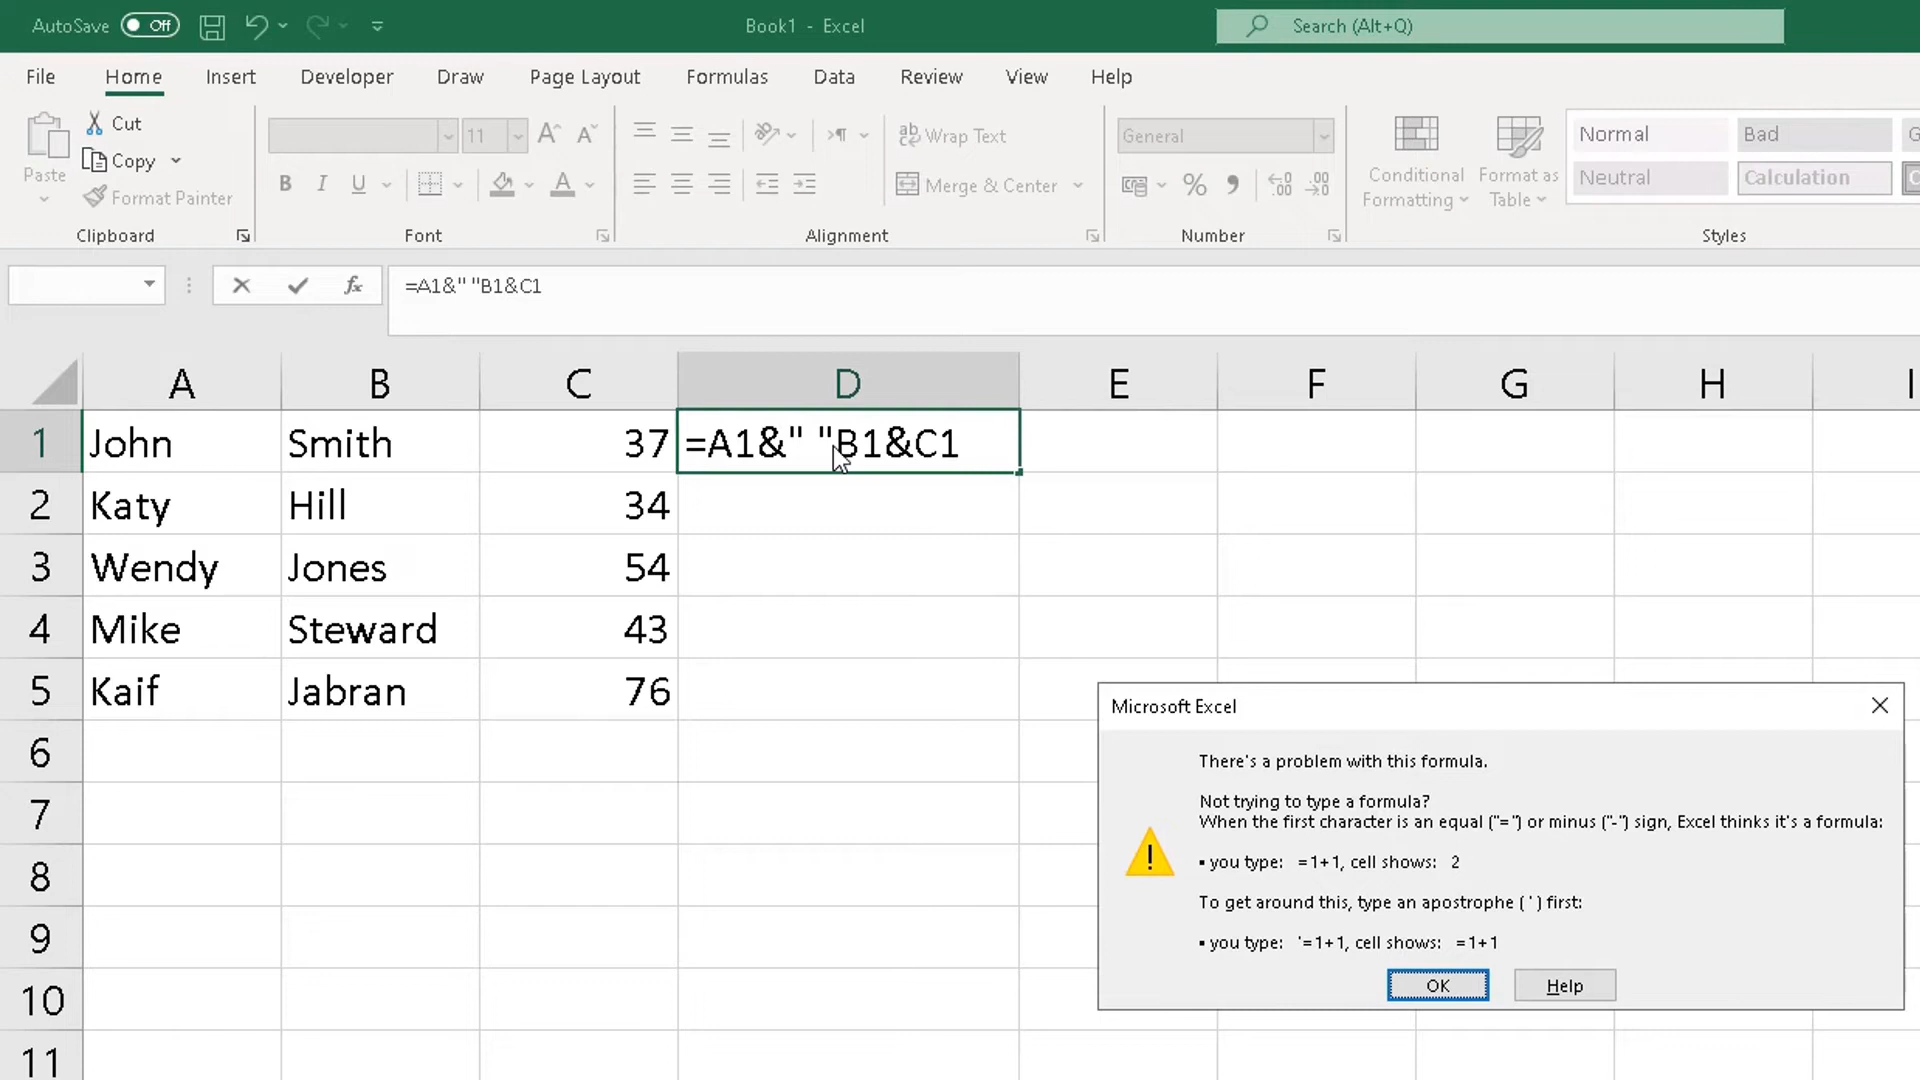 AutoSave Off Book1 - Excel Search (Alt+Q)
File Home Insert Developer Draw Page Layout Formulas Data Review View Help
Paste
Cut
Copy
Format Painter
Clipboard
11
B I U
Font
ab Wrap Text
Merge & Center
Alignment
General
Number
Conditional Formatting
Format as Table
Normal Bad
Neutral Calculation
Styles
fx =A1&" "B1&C1
A B C D E F G H I
1 John Smith 37 =A1&" "B1&C1
2 Katy Hill 34
3 Wendy Jones 54
4 Mike Steward 43
5 Kaif Jabran 76
6
7
8
9
10
11
Microsoft Excel
There's a problem with this formula.
Not trying to type a formula?
When the first character is an equal ("=") or minus ("-") sign, Excel thinks it's a formula:
▪ you type: =1+1, cell shows: 2
To get around this, type an apostrophe ( ' ) first:
▪ you type: '=1+1, cell shows: =1+1
OK Help